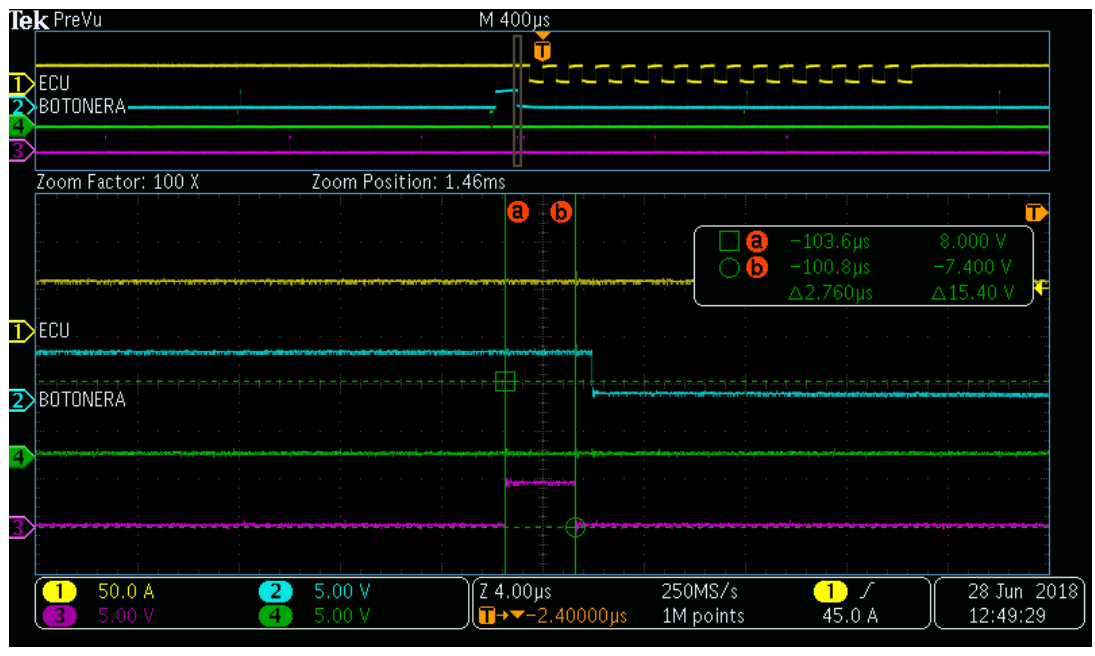 Tek PreVu M 400µs
T
1 ECU
2 BOTONERA
4
3
Zoom Factor: 100 X Zoom Position: 1.46ms
a b T
a -103.6µs 8.000 V
b -100.8µs -7.400 V
△2.760µs △15.40 V
1 ECU
2 BOTONERA
4
3
1 50.0 A 2 5.00 V Z 4.00µs 250MS/s 1 28 Jun 2018
3 5.00 V 4 5.00 V T→▼-2.40000µs 1M points 45.0 A 12:49:29